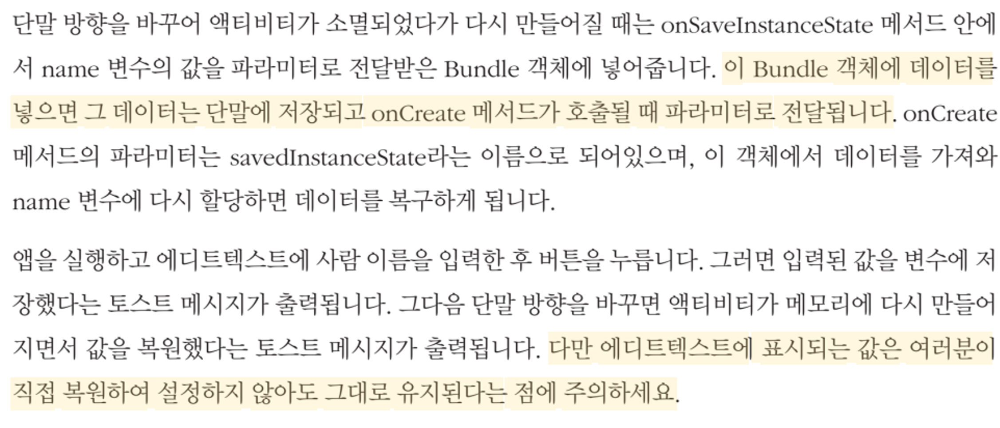 단말 방향을 바꾸어 액티비티가 소멸되었다가 다시 만들어질 때는 onSaveInstanceState 메서드 안에
서 name 변수의 값을 파라미터로 전달받은 Bundle 객체에 넣어줍니다. 이 Bundle 객체에 데이터를
넣으면 그 데이터는 단말에 저장되고 onCreate 메서드가 호출될 때 파라미터로 전달됩니다. onCreate
메서드의 파라미터는 savedInstanceState라는 이름으로 되어있으며, 이 객체에서 데이터를 가져와
name 변수에 다시 할당하면 데이터를 복구하게 됩니다.
앱을 실행하고 에디트텍스트에 사람 이름을 입력한 후 버튼을 누릅니다. 그러면 입력된 값을 변수에 저
장했다는 토스트 메시지가 출력됩니다. 그다음 단말 방향을 바꾸면 액티비티가 메모리에 다시 만들어
지면서 값을 복원했다는 토스트 메시지가 출력됩니다. 다만 에디트텍스트에 표시되는 값은 여러분이
직접 복원하여 설정하지 않아도 그대로 유지된다는 점에 주의하세요.